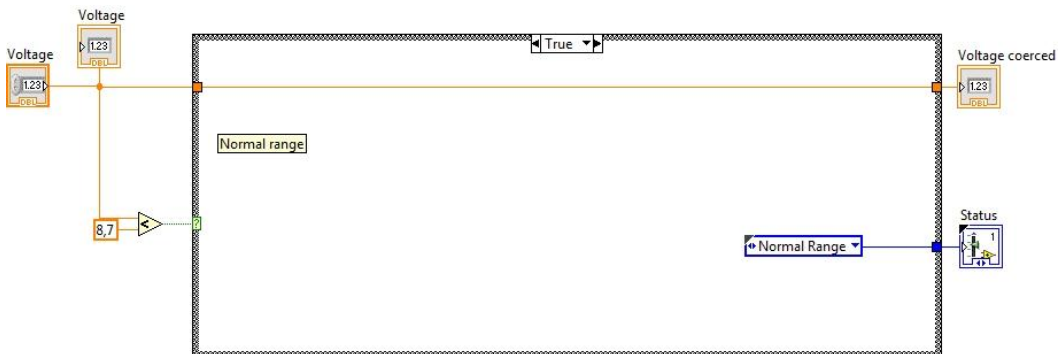 Voltage
1.23
DBL
Voltage
1.23
DBL
True
Voltage coerced
1.23
DBL
Normal range
8,7
<
?
Normal Range
Status
1